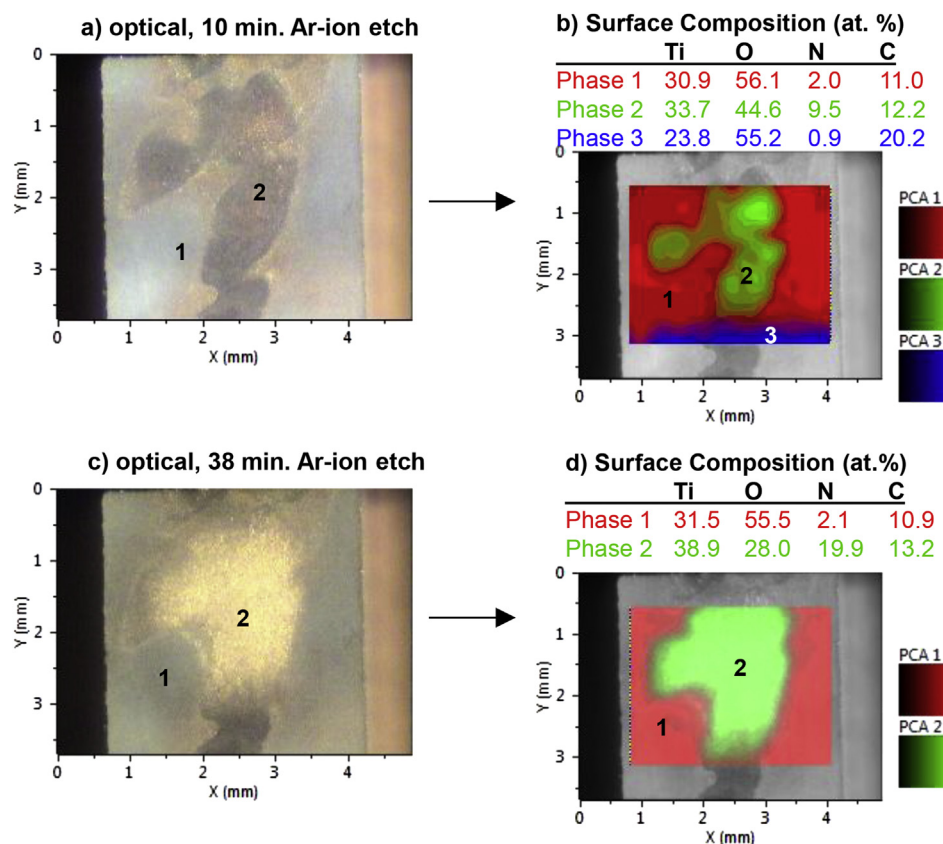 a) optical, 10 min. Ar-ion etch
0
1
2
3
Y (mm)
0 1 2 3 4
X (mm)
1
2
b) Surface Composition (at. %)
Ti O N C
Phase 1 30.9 56.1 2.0 11.0
Phase 2 33.7 44.6 9.5 12.2
Phase 3 23.8 55.2 0.9 20.2
0
1
2
3
Y (mm)
0 1 2 3 4
X (mm)
1
2
3
PCA 1
PCA 2
PCA 3
c) optical, 38 min. Ar-ion etch
0
1
2
3
Y (mm)
0 1 2 3 4
X (mm)
2
1
d) Surface Composition (at.%)
Ti O N C
Phase 1 31.5 55.5 2.1 10.9
Phase 2 38.9 28.0 19.9 13.2
0
1
2
3
Y (mm)
0 1 2 3 4
X (mm)
2
1
PCA 1
PCA 2